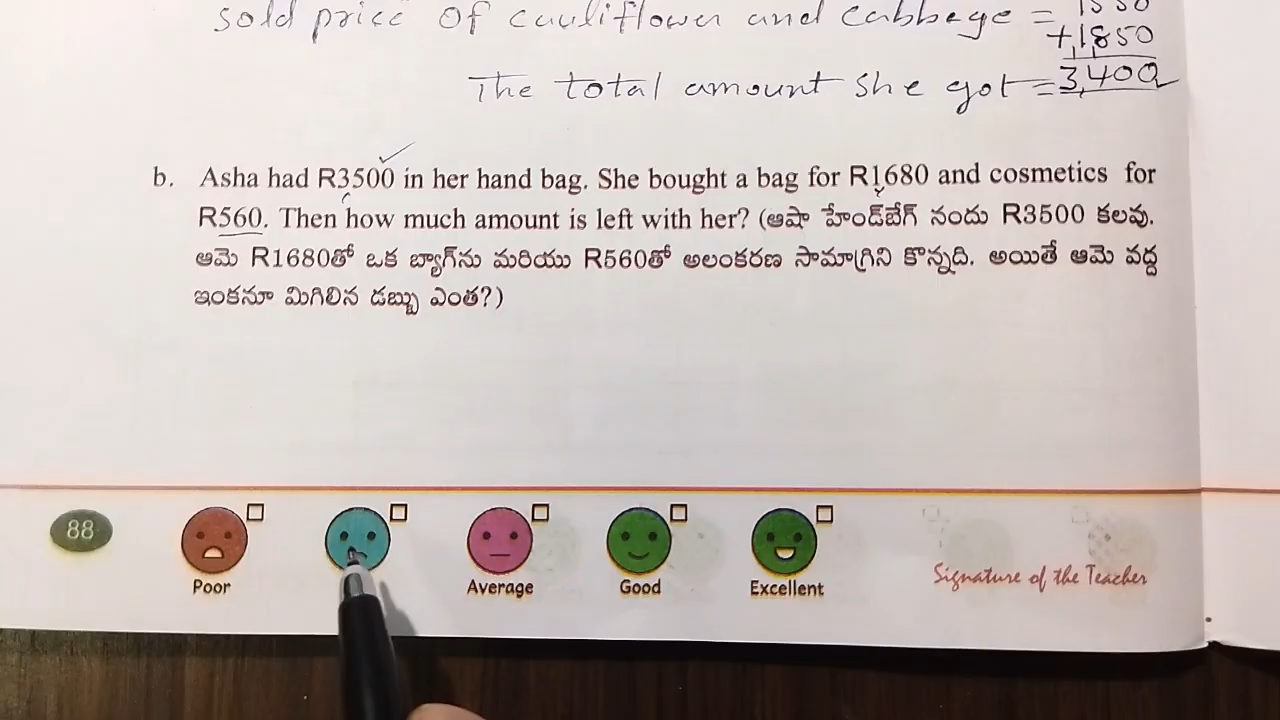 sold price of cauliflower and cabbage =
+1850
The total amount she got = 3,400
b. Asha had R3500 in her hand bag. She bought a bag for R1680 and cosmetics for
R560. Then how much amount is left with her? (ఆషా హేండ్‌బేగ్ నందు R3500 కలవు.
ఆమె R1680తో ఒక బ్యాగ్‌ను మరియు R560తో అలంకరణ సామాగ్రిని కొన్నది. అయితే ఆమె వద్ద
ఇంకనూ మిగిలిన డబ్బు ఎంత?)
88
Poor
Average
Good
Excellent
Signature of the Teacher